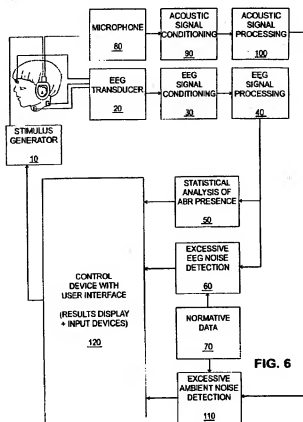 MICROPHONE
80
ACOUSTIC
SIGNAL
CONDITIONING
90
ACOUSTIC
SIGNAL
PROCESSING
100
EEG
TRANSDUCER
20
EEG
SIGNAL
CONDITIONING
30
EEG
SIGNAL
PROCESSING
40
STIMULUS
GENERATOR
10
STATISTICAL
ANALYSIS OF
ABR PRESENCE
50
EXCESSIVE
EEG NOISE
DETECTION
60
CONTROL
DEVICE WITH
USER INTERFACE
(RESULTS DISPLAY
+ INPUT DEVICES)
120
NORMATIVE
DATA
70
FIG. 6
EXCESSIVE
AMBIENT NOISE
DETECTION
110